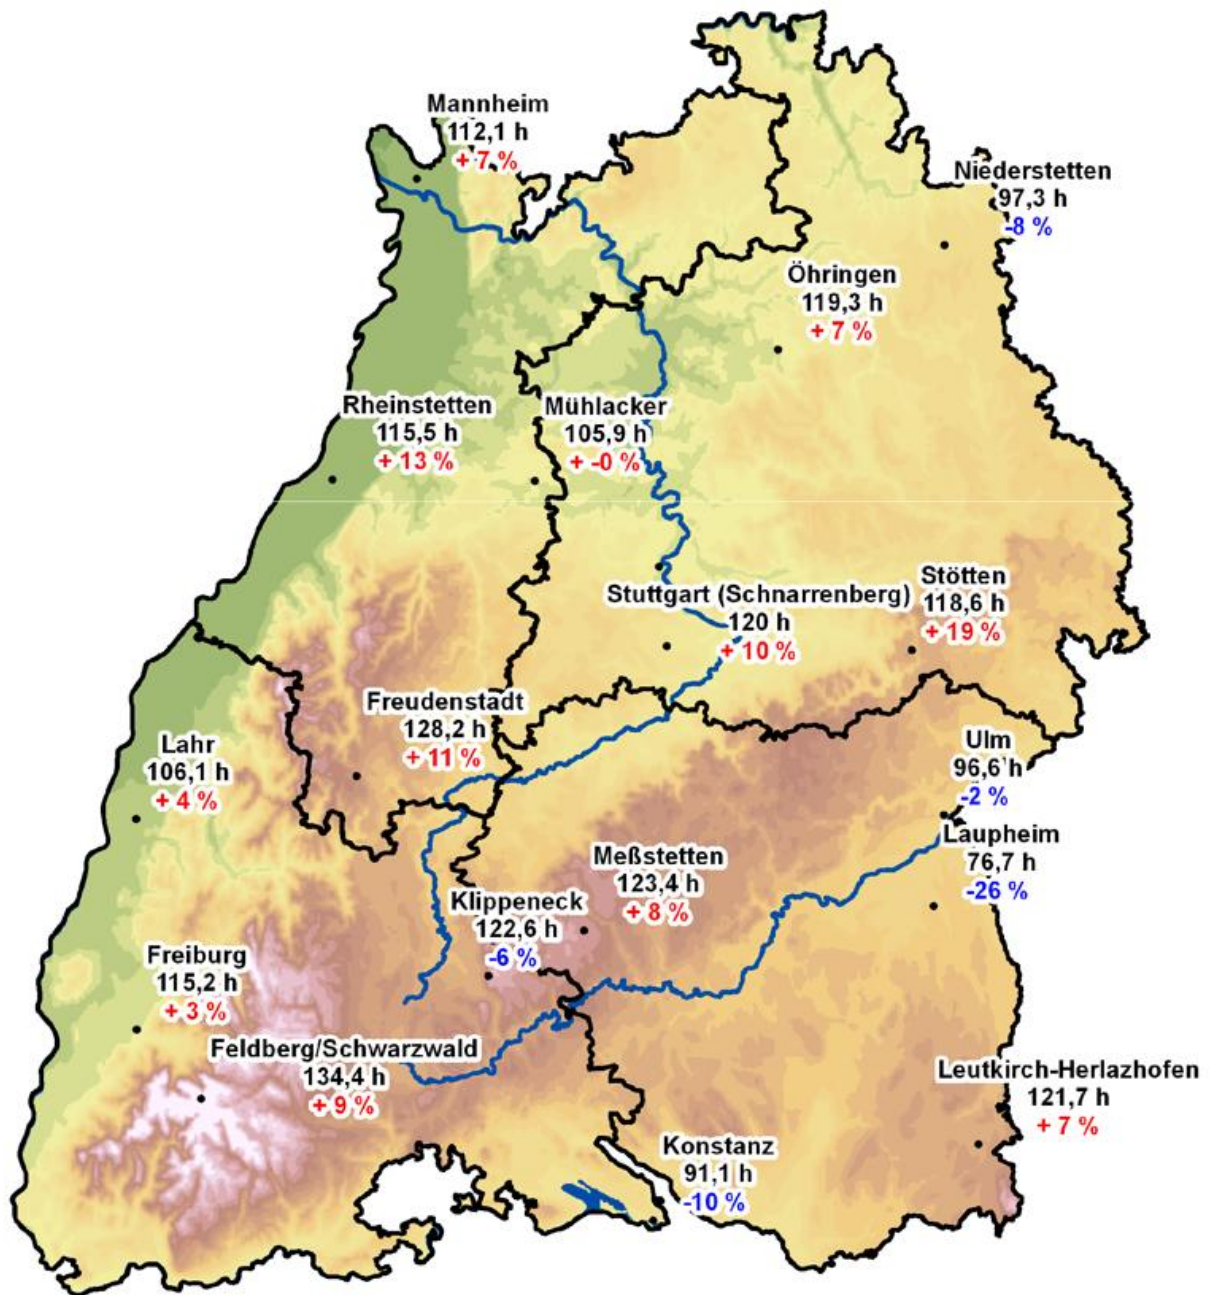 Mannheim
112,1 h
+ 7 %
Niederstetten
97,3 h
-8 %
Öhringen
119,3 h
+ 7 %
Rheinstetten
115,5 h
+ 13 %
Mühlacker
105,9 h
+ -0 %
Stuttgart (Schnarrenberg)
120 h
+ 10 %
Stötten
118,6 h
+ 19 %
Freudenstadt
128,2 h
+ 11 %
Lahr
106,1 h
+ 4 %
Ulm
96,6 h
-2 %
Laupheim
76,7 h
-26 %
Meßstetten
123,4 h
+ 8 %
Klippeneck
122,6 h
-6 %
Freiburg
115,2 h
+ 3 %
Feldberg/Schwarzwald
134,4 h
+ 9 %
Leutkirch-Herlazhofen
121,7 h
+ 7 %
Konstanz
91,1 h
-10 %